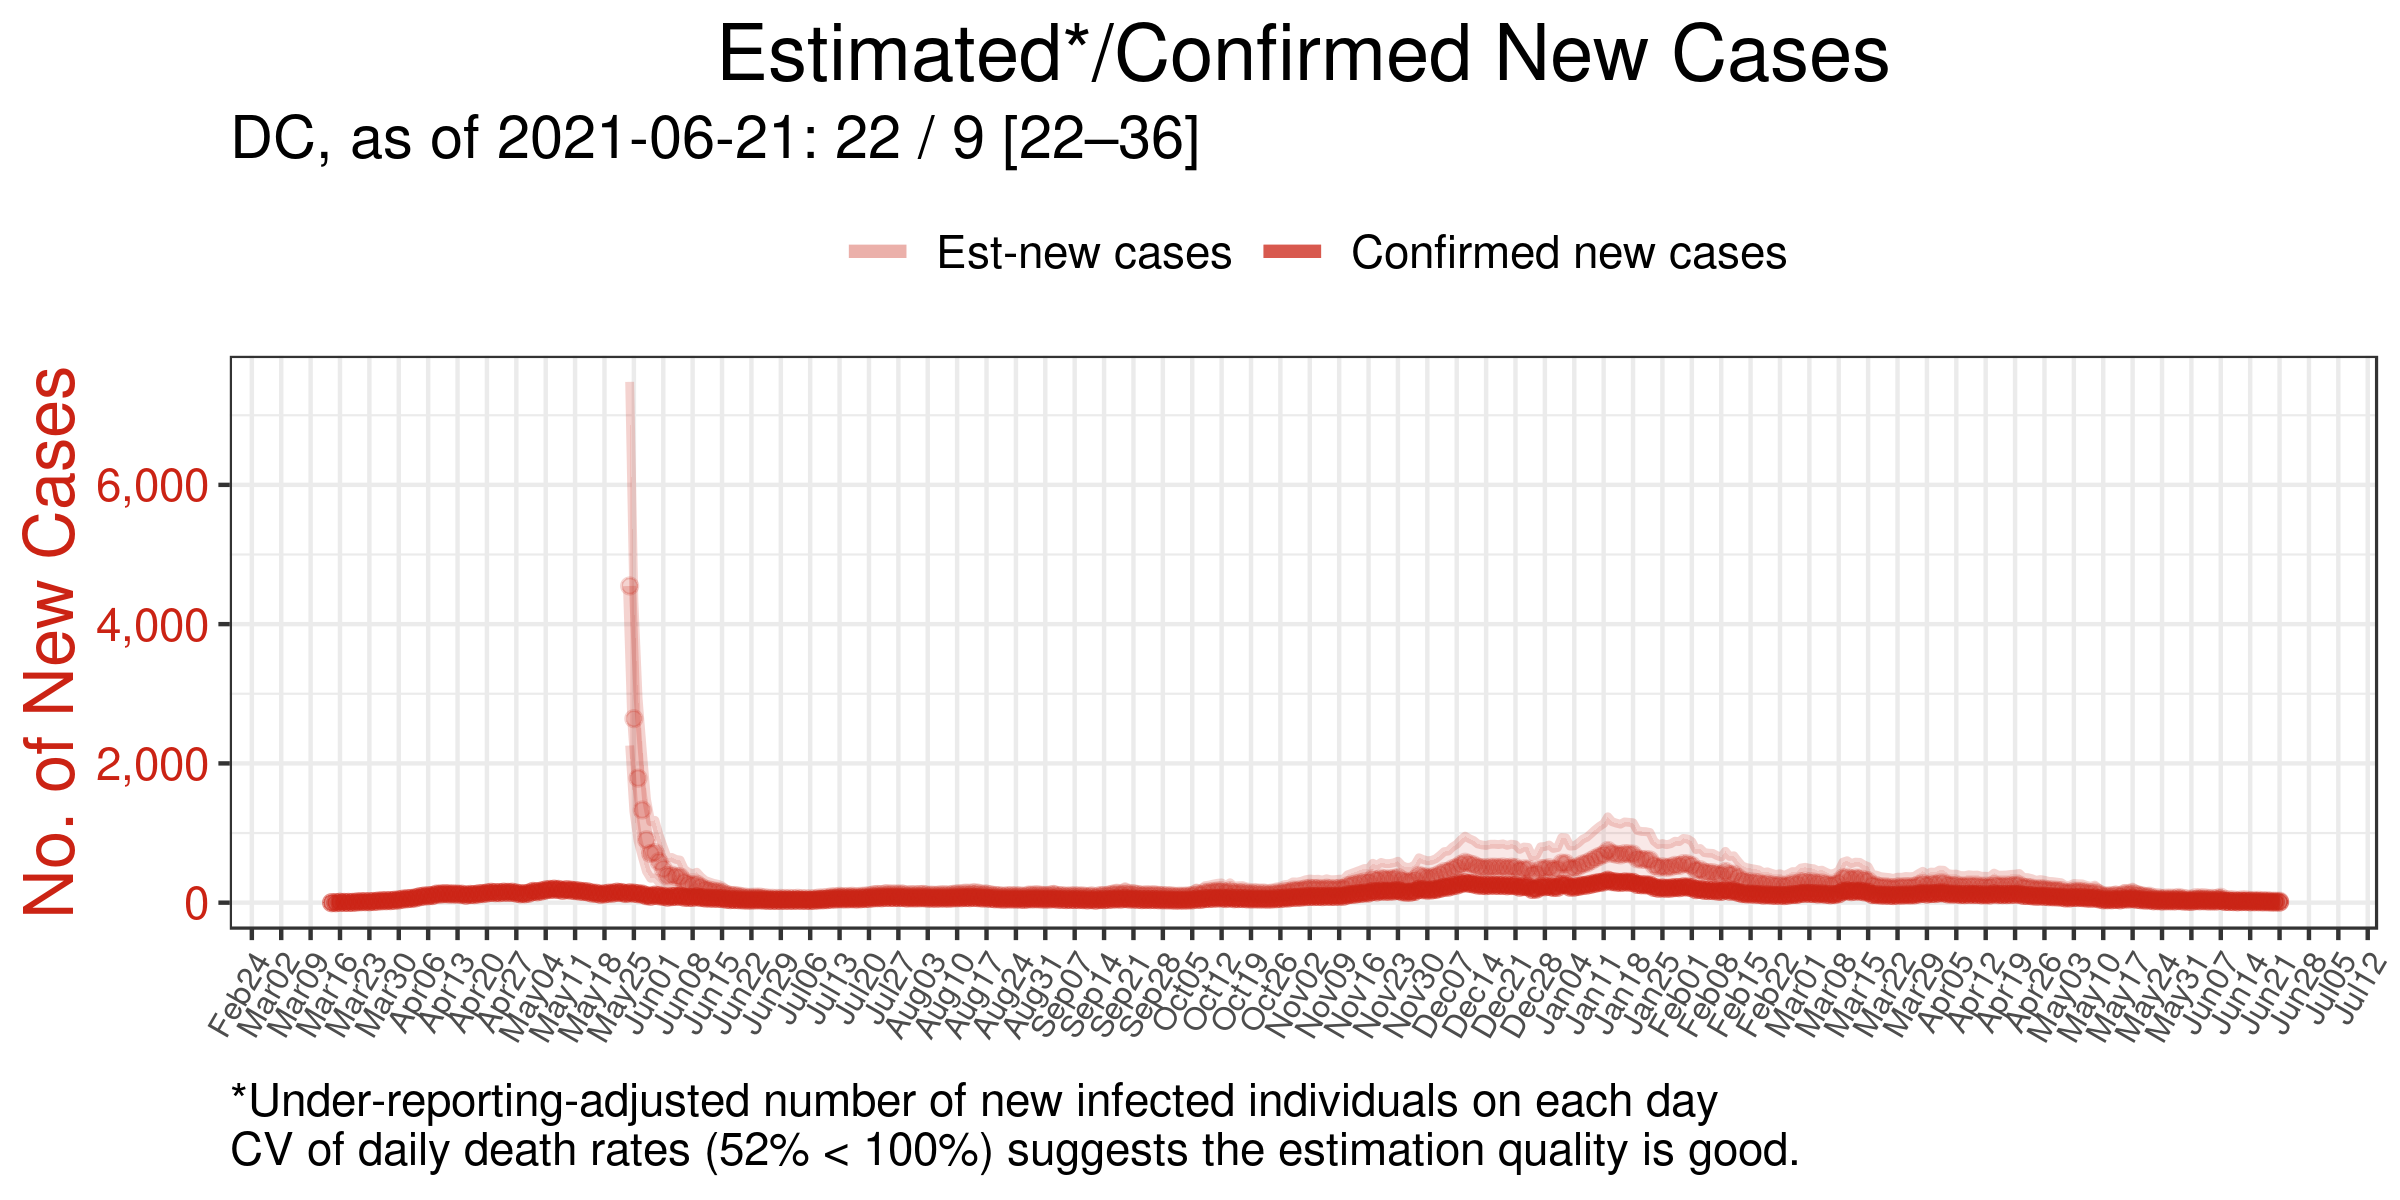 Estimated*/Confirmed New Cases
DC, as of 2021-06-21: 22 / 9 [22–36]
Est-new cases
Confirmed new cases
No. of New Cases
6,000
4,000
2,000
0
Feb24
Mar02
Mar09
Mar16
Mar23
Mar30
Apr06
Apr13
Apr20
Apr27
May04
May11
May18
May25
Jun01
Jun08
Jun15
Jun22
Jun29
Jul06
Jul13
Jul20
Jul27
Aug03
Aug10
Aug17
Aug24
Aug31
Sep07
Sep14
Sep21
Sep28
Oct05
Oct12
Oct19
Oct26
Nov02
Nov09
Nov16
Nov23
Nov30
Dec07
Dec14
Dec21
Dec28
Jan04
Jan11
Jan18
Jan25
Feb01
Feb08
Feb15
Feb22
Mar01
Mar08
Mar15
Mar22
Mar29
Apr05
Apr12
Apr19
Apr26
May03
May10
May17
May24
May31
Jun07
Jun14
Jun21
Jun28
Jul05
Jul12
*Under-reporting-adjusted number of new infected individuals on each day
CV of daily death rates (52% < 100%) suggests the estimation quality is good.